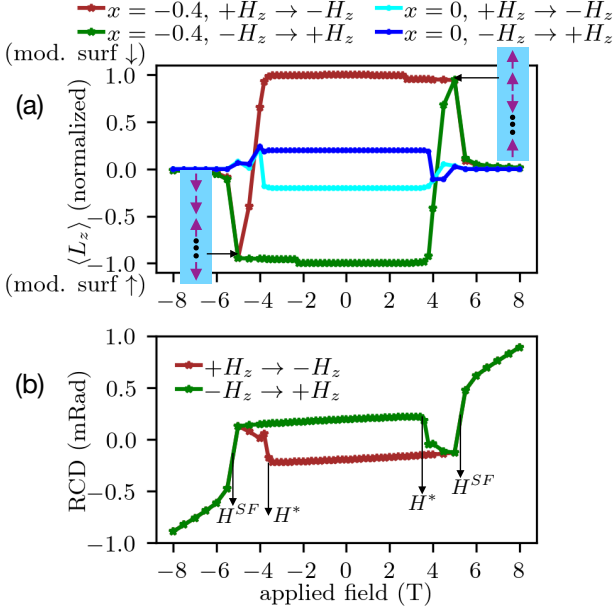 x = −0.4, +H_z → −H_z   x = 0, +H_z → −H_z
x = −0.4, −H_z → +H_z   x = 0, −H_z → +H_z
(mod. surf ↓)
(a)
⟨L_z⟩ (normalized)
1.0
0.5
0.0
−0.5
−1.0
(mod. surf ↑)
−8 −6 −4 −2 0 2 4 6 8
(b)
RCD (mRad)
1.0
0.5
0.0
−0.5
−1.0
+H_z → −H_z
−H_z → +H_z
H^{SF} H^* H^* H^{SF}
−8 −6 −4 −2 0 2 4 6 8
applied field (T)